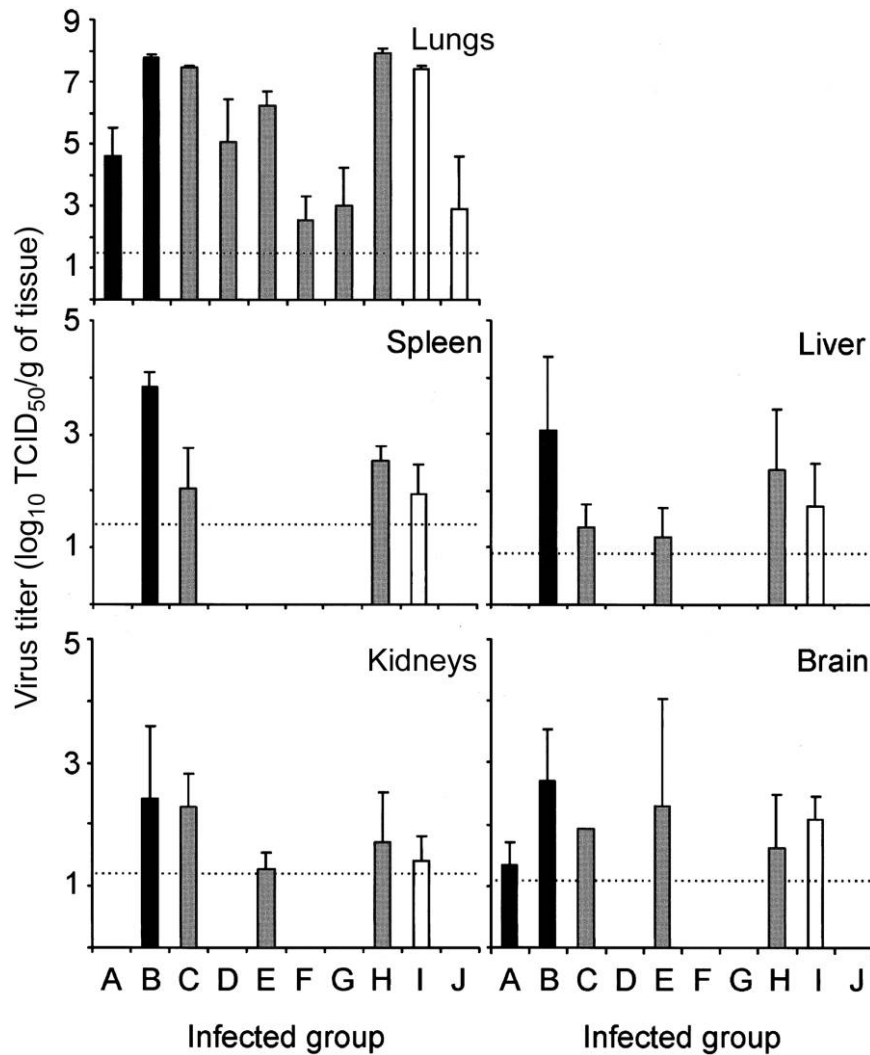 Virus titer (log₁₀ TCID₅₀/g of tissue)
Lungs
9
7
5
3
1
Spleen
5
3
1
Liver
Kidneys
5
3
1
Brain
A B C D E F G H I J
A B C D E F G H I J
Infected group
Infected group